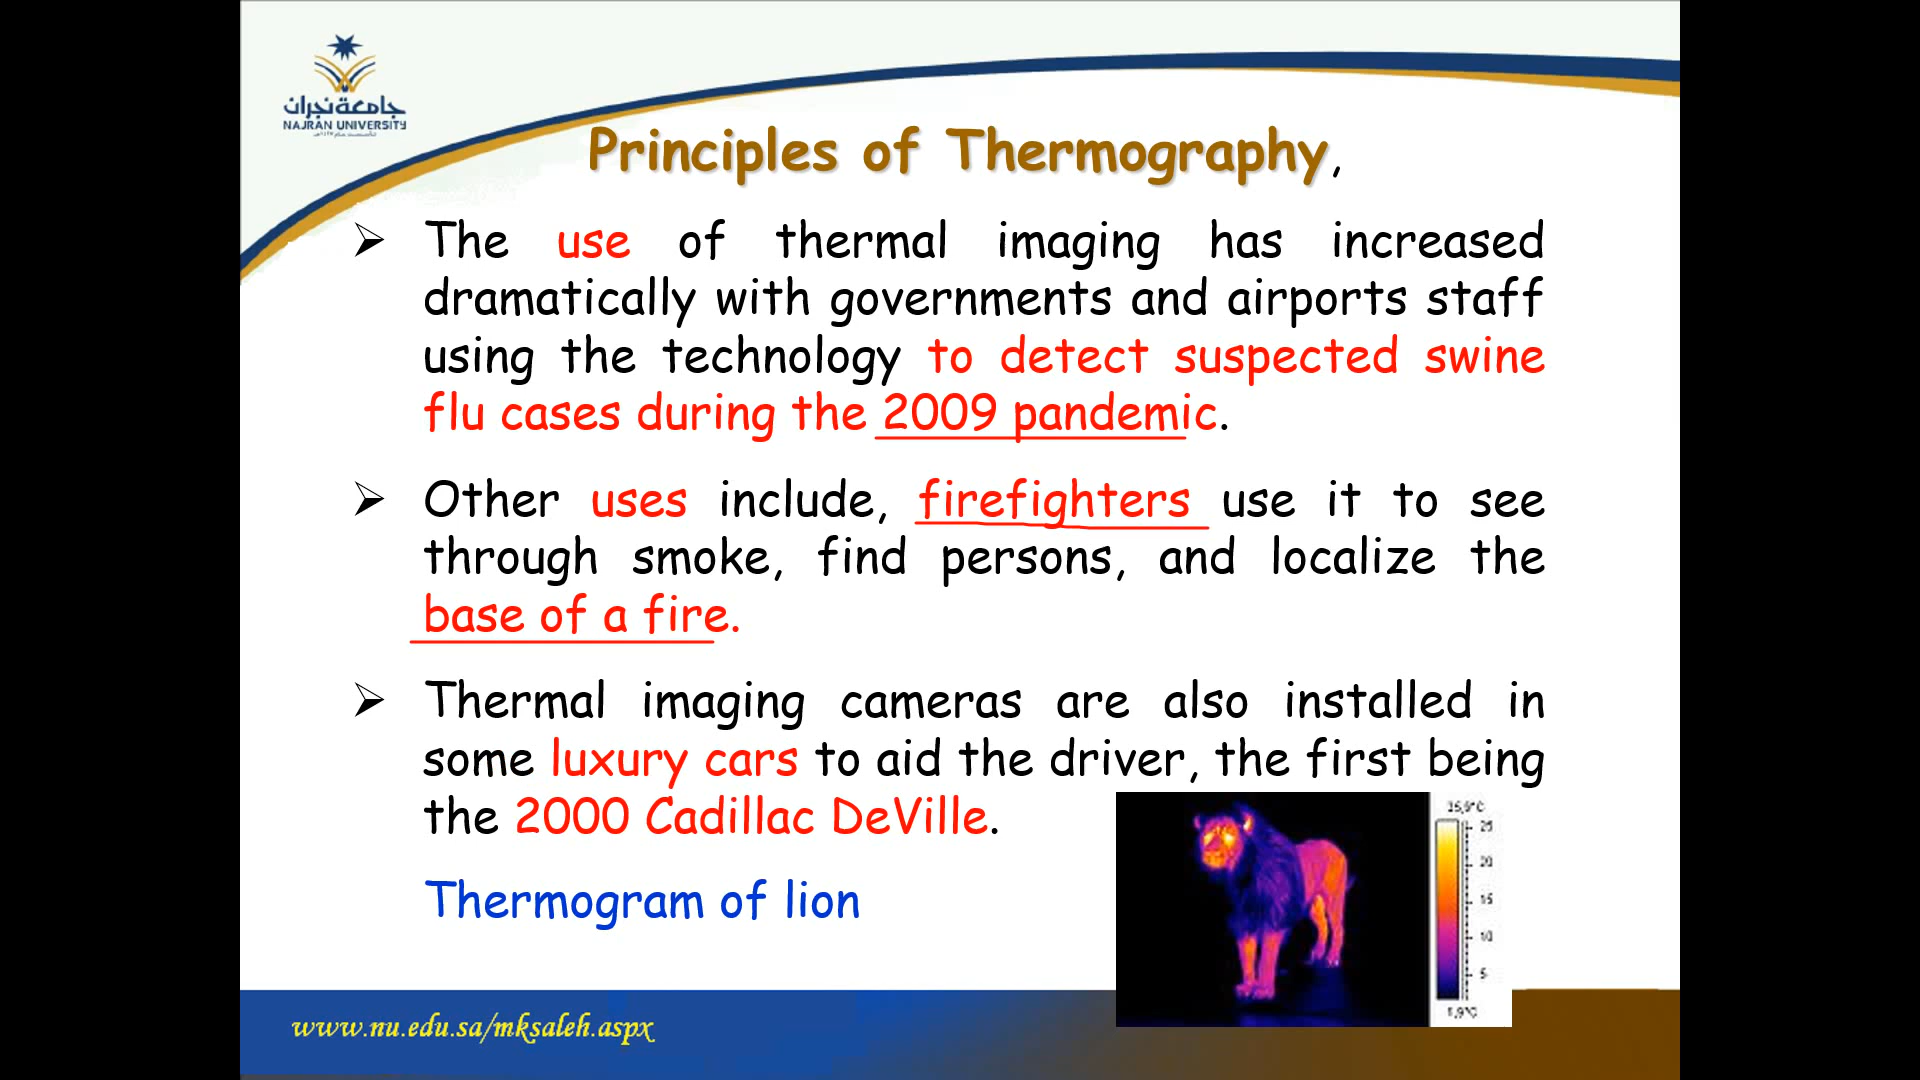 جامعة نجران
NAJRAN UNIVERSITY
Principles of Thermography,
➢ The use of thermal imaging has increased
dramatically with governments and airports staff
using the technology to detect suspected swine
flu cases during the 2009 pandemic.
➢ Other uses include, firefighters use it to see
through smoke, find persons, and localize the
base of a fire.
➢ Thermal imaging cameras are also installed in
some luxury cars to aid the driver, the first being
the 2000 Cadillac DeVille.
Thermogram of lion
25
20
15
10
5
www.nu.edu.sa/mksaleh.aspx